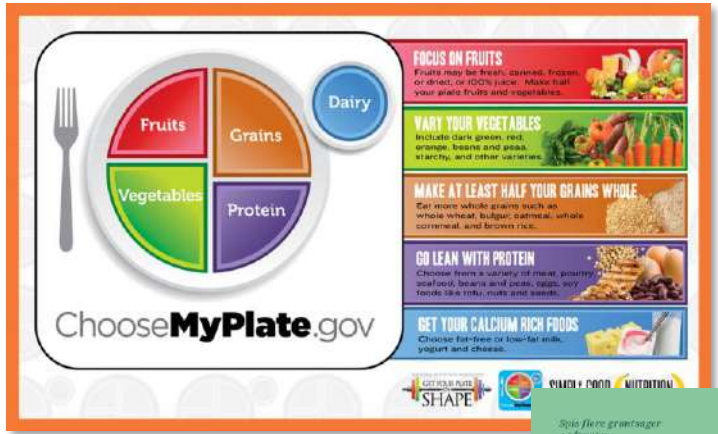 Fruits
Grains
Dairy
Vegetables
Protein
ChooseMyPlate.gov
FOCUS ON FRUITS
Fruits may be fresh, canned, frozen,
or dried, or 100% juice. Make half
your plate fruits and vegetables.
VARY YOUR VEGETABLES
Include dark green, red,
orange, beans and peas,
starchy, and other varieties.
MAKE AT LEAST HALF YOUR GRAINS WHOLE
Eat more whole grains such as
whole wheat, bulgur, oatmeal, whole
cornmeal, and brown rice.
GO LEAN WITH PROTEIN
Choose from a variety of meat, poultry,
seafood, beans and peas, eggs, soy
foods like tofu, nuts and seeds.
GET YOUR CALCIUM RICH FOODS
Choose fat-free or low-fat milk,
yogurt and cheese.
GET YOUR PLATE
SHAPE
SIMPLE GOOD NUTRITION
Spis flere grøntsager